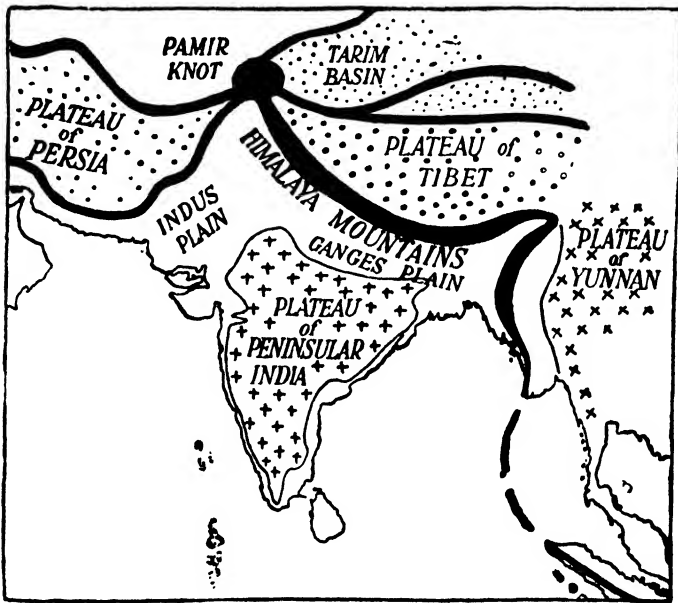 PAMIR
KNOT
TARIM
BASIN
PLATEAU
of
PERSIA
PLATEAU of
TIBET
HIMALAYA MOUNTAINS
INDUS
PLAIN
GANGES PLAIN
PLATEAU
of
YUNNAN
PLATEAU
of
PENINSULAR
INDIA